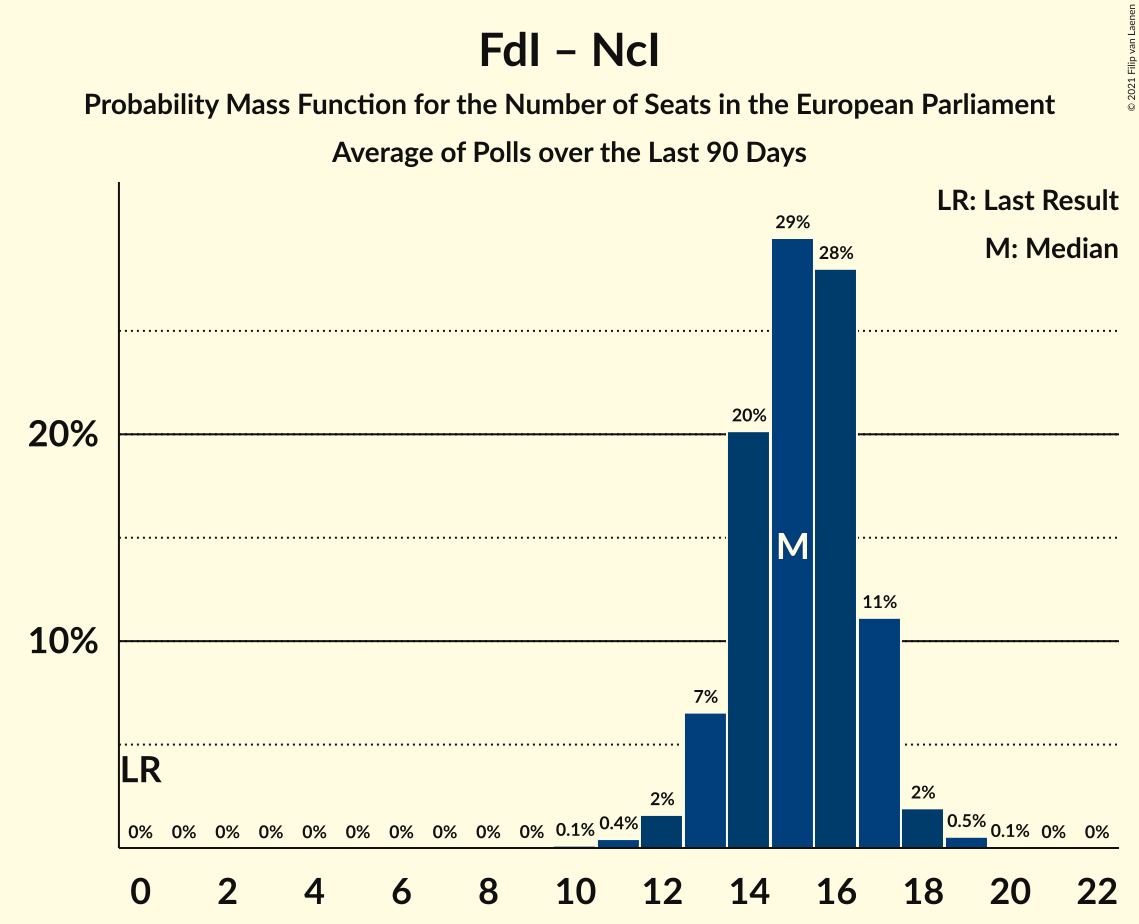 FdI – NcI
Probability Mass Function for the Number of Seats in the European Parliament
Average of Polls over the Last 90 Days
© 2021 Filip van Laenen
LR: Last Result
M: Median
29%
28%
20%
20%
M
11%
10%
7%
LR
0% 0% 0% 0% 0% 0% 0% 0% 0% 0% 0.1% 0.4% 2% 2% 0.5% 0.1% 0% 0%
0 2 4 6 8 10 12 14 16 18 20 22